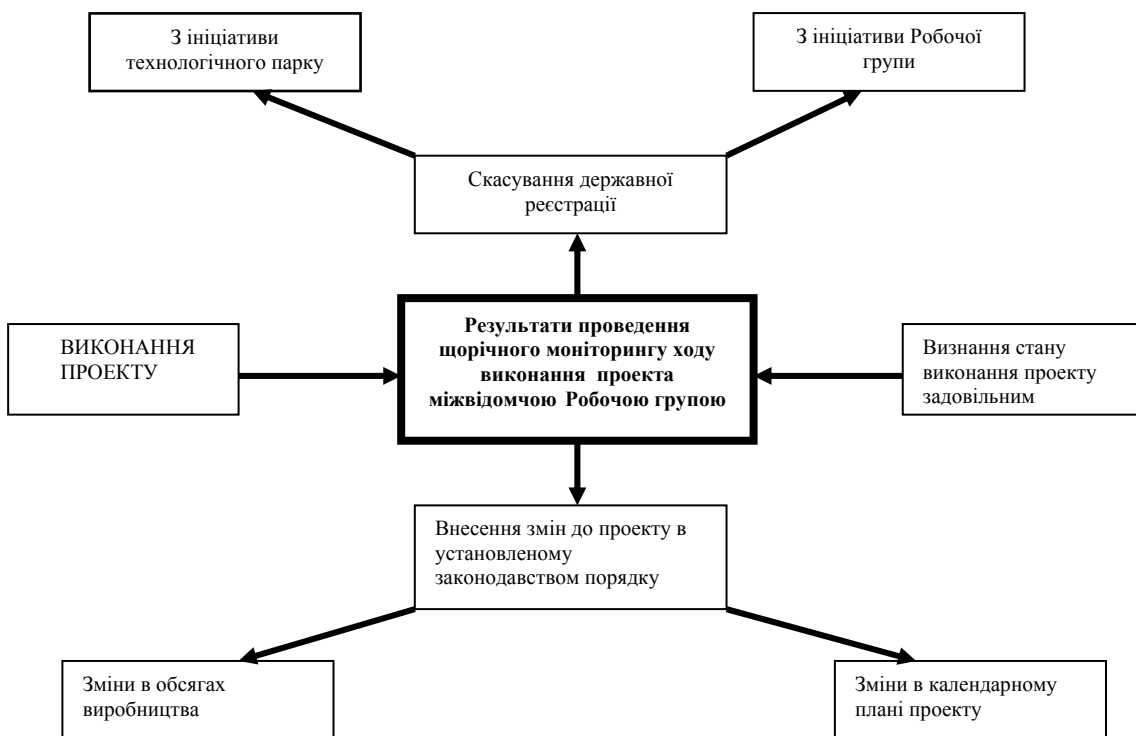 З ініціативи
технологічного парку
З ініціативи Робочої
групи
Скасування державної
реєстрації
ВИКОНАННЯ
ПРОЕКТУ
Результати проведення
щорічного моніторингу ходу
виконання проекта
міжвідомчою Робочою групою
Визнання стану
виконання проекту
задовільним
Внесення змін до проекту в
установленому
законодавством порядку
Зміни в обсягах
виробництва
Зміни в календарному
плані проекту